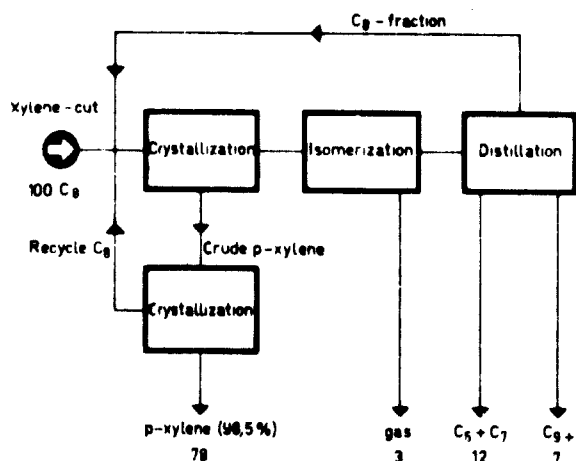 C8-fraction
Xylene-cut
100 C8
Crystallization
Isomerization
Distillation
Recycle C8
Crude p-xylene
Crystallization
p-xylene (98,5%)
78
gas
3
C5+C7
12
C9+
7